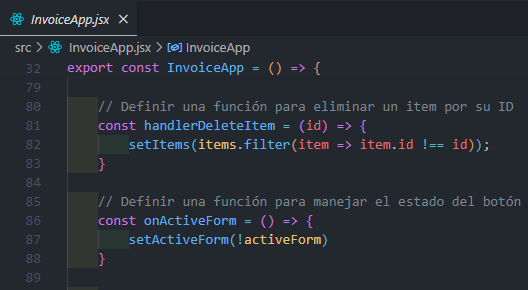 InvoiceApp.jsx ×
src > InvoiceApp.jsx > InvoiceApp
32 export const InvoiceApp = () => {
79
80 // Definir una función para eliminar un item por su ID
81 const handlerDeleteItem = (id) => {
82 setItems(items.filter(item => item.id !== id));
83 }
84
85 // Definir una función para manejar el estado del botón
86 const onActiveForm = () => {
87 setActiveForm(!activeForm)
88 }
89